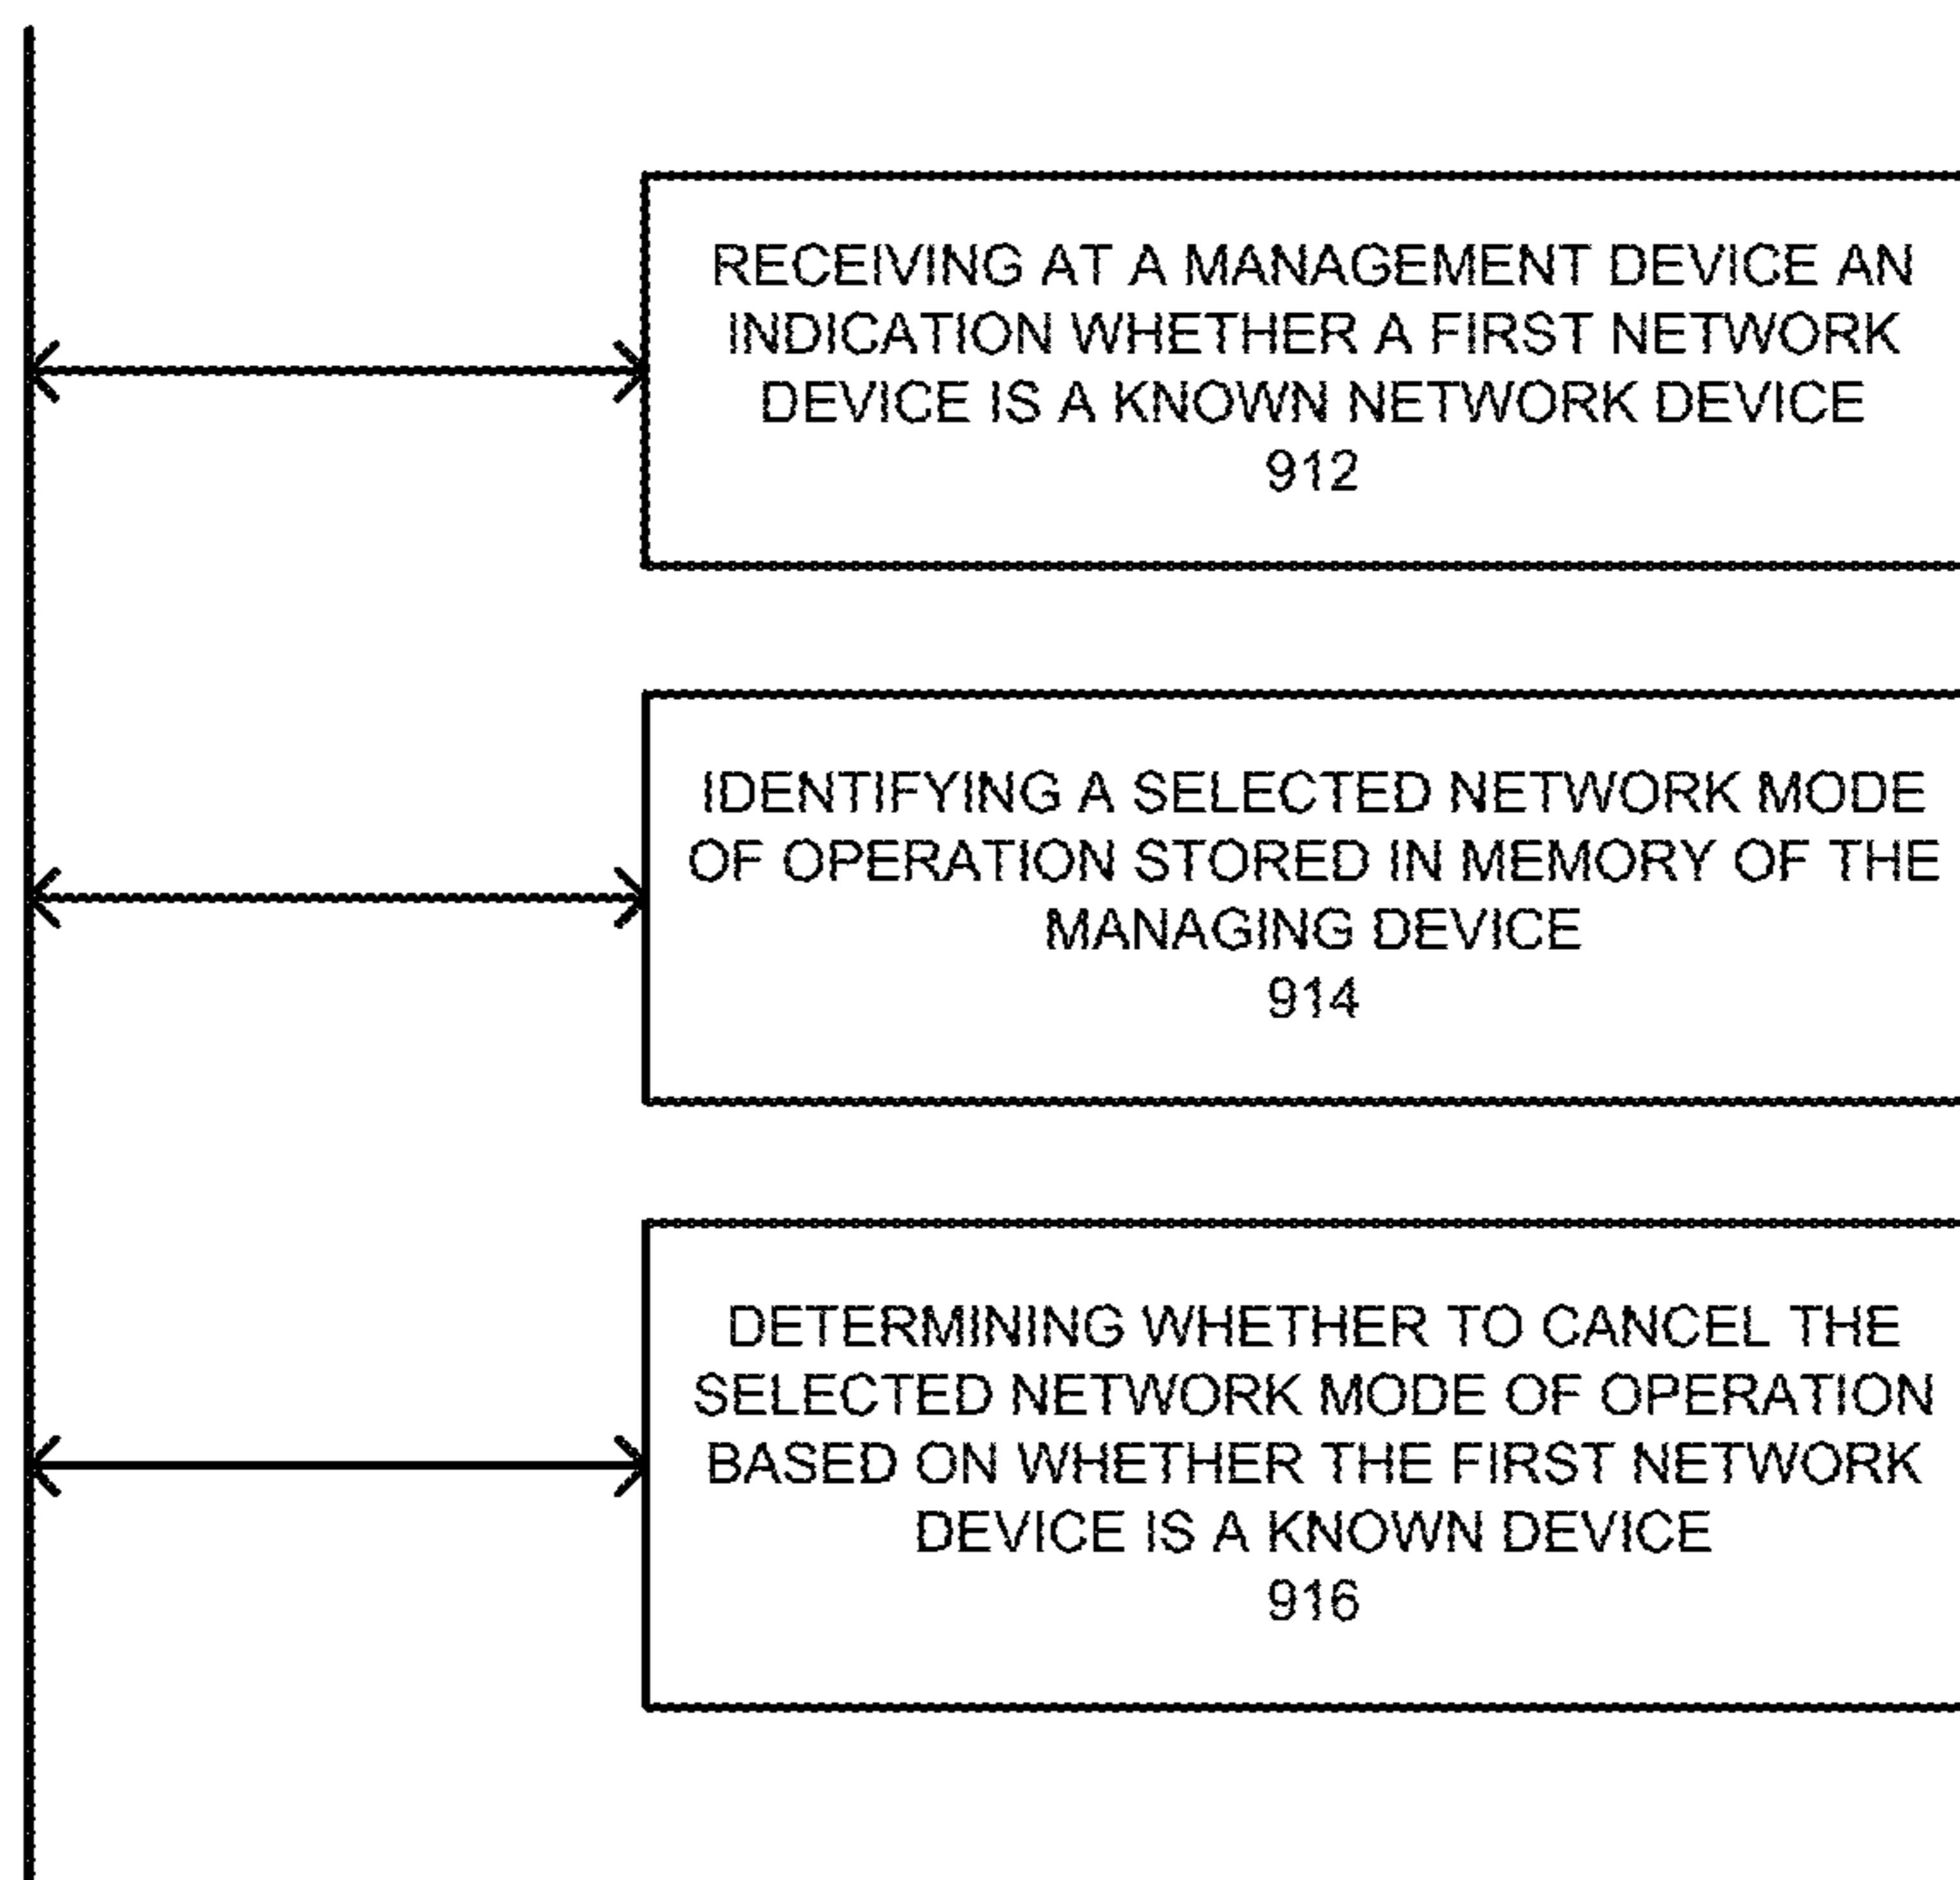 RECEIVING AT A MANAGEMENT DEVICE AN
INDICATION WHETHER A FIRST NETWORK
DEVICE IS A KNOWN NETWORK DEVICE
912
IDENTIFYING A SELECTED NETWORK MODE
OF OPERATION STORED IN MEMORY OF THE
MANAGING DEVICE
914
DETERMINING WHETHER TO CANCEL THE
SELECTED NETWORK MODE OF OPERATION
BASED ON WHETHER THE FIRST NETWORK
DEVICE IS A KNOWN DEVICE
916